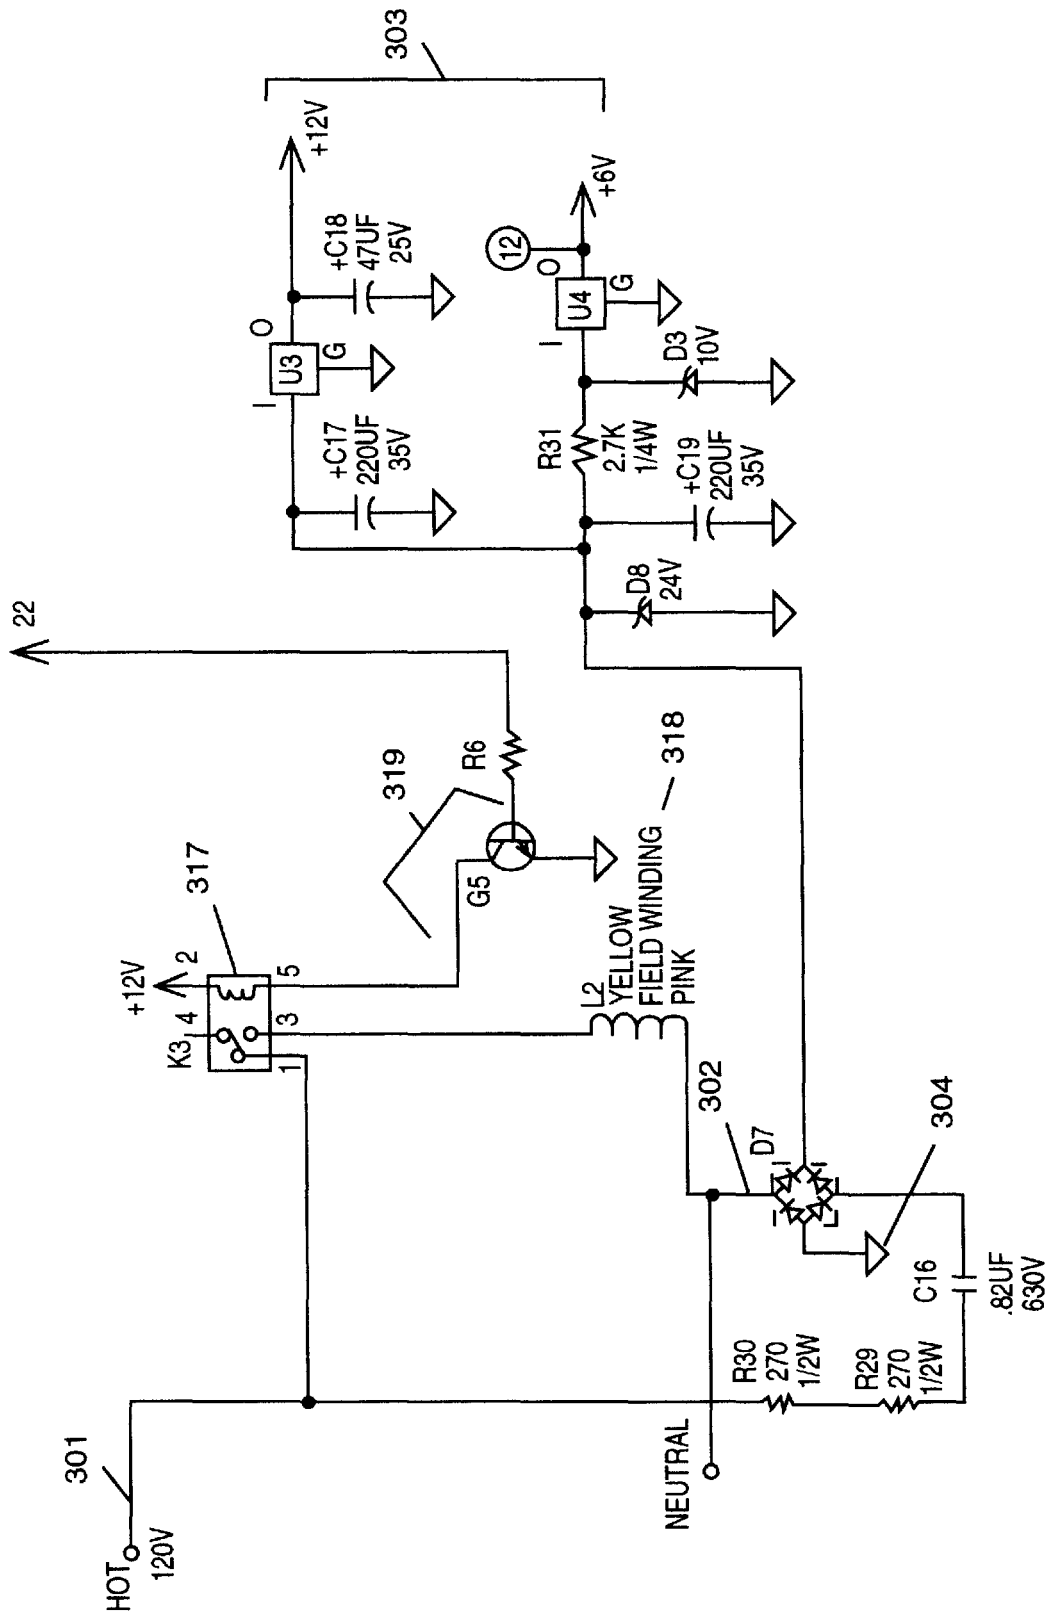 303
+12V
+C18
47UF
25V
O
U3
G
I
+C17
220UF
35V
+6V
12
O
U4
G
I
D3
10V
R31
2.7K
1/4W
+C19
220UF
35V
D8
24V
22
R6
319
G5
317
+12V
2
5
4
3
K3
1
318
L2
YELLOW
FIELD WINDING
PINK
302
D7
304
C16
.82UF
630V
R30
270
1/2W
R29
270
1/2W
NEUTRAL
301
HOT
120V